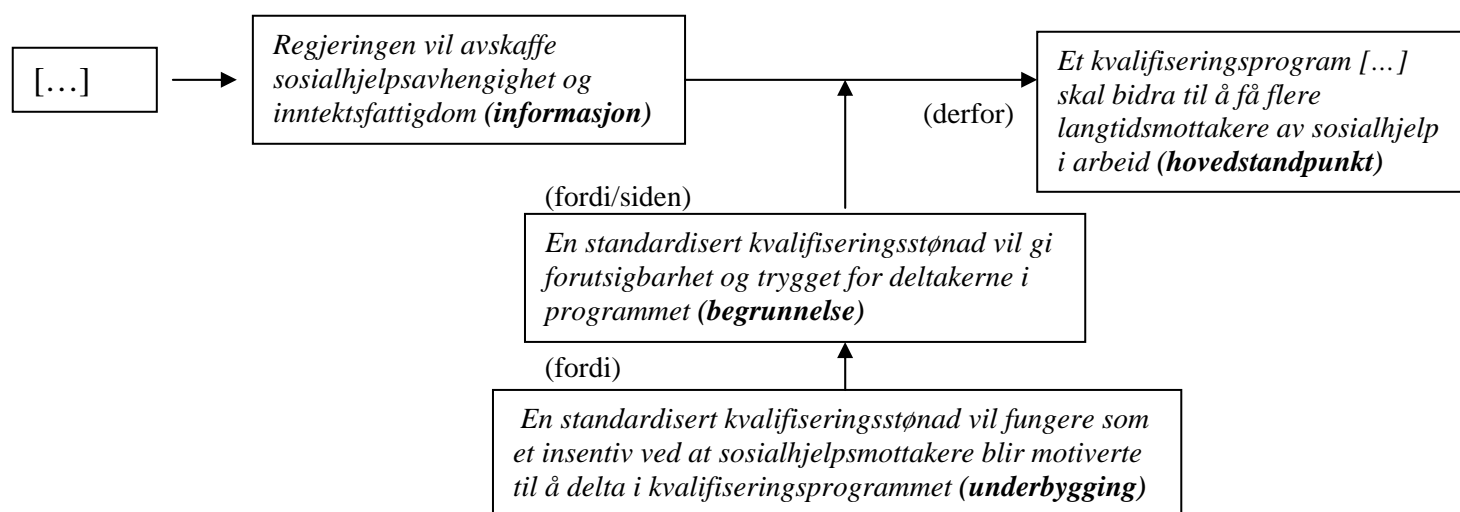 […]
Regjeringen vil avskaffe
sosialhjelpsavhengighet og
inntektsfattigdom (informasjon)
(derfor)
Et kvalifiseringsprogram […]
skal bidra til å få flere
langtidsmottakere av sosialhjelp
i arbeid (hovedstandpunkt)
(fordi/siden)
En standardisert kvalifiseringsstønad vil gi
forutsigbarhet og trygget for deltakerne i
programmet (begrunnelse)
(fordi)
En standardisert kvalifiseringsstønad vil fungere som
et insentiv ved at sosialhjelpsmottakere blir motiverte
til å delta i kvalifiseringsprogrammet (underbygging)